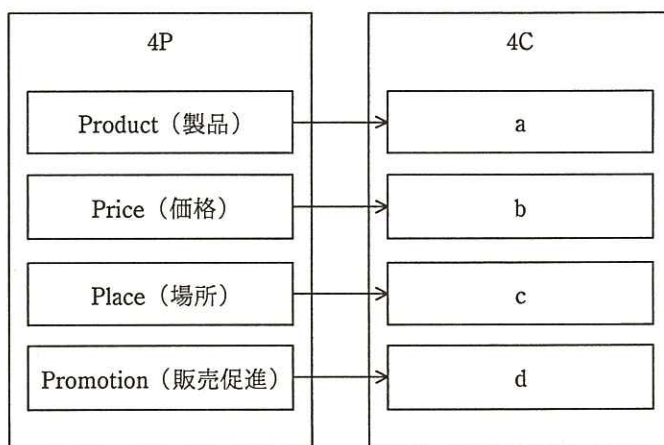 4P
4C
Product（製品）
a
Price（価格）
b
Place（場所）
c
Promotion（販売促進）
d